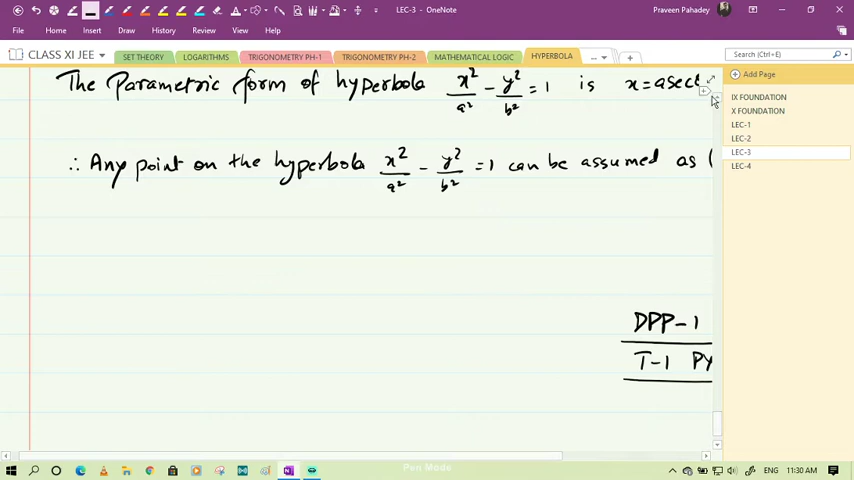 LEC-3 - OneNote
Praveen Pahadey
File Home Insert Draw History Review View Help
CLASS XI JEE
SET THEORY LOGARITHMS TRIGONOMETRY PH-1 TRIGONOMETRY PH-2 MATHEMATICAL LOGIC HYPERBOLA ...
Search (Ctrl+E)
Add Page
IX FOUNDATION
X FOUNDATION
LEC-1
LEC-2
LEC-3
LEC-4
The Parametric form of hyperbola x²/a² - y²/b² = 1 is x = asec
∴ Any point on the hyperbola x²/a² - y²/b² = 1 can be assumed as (
DPP-1
T-1 PY
Pen Mode
ENG 11:30 AM